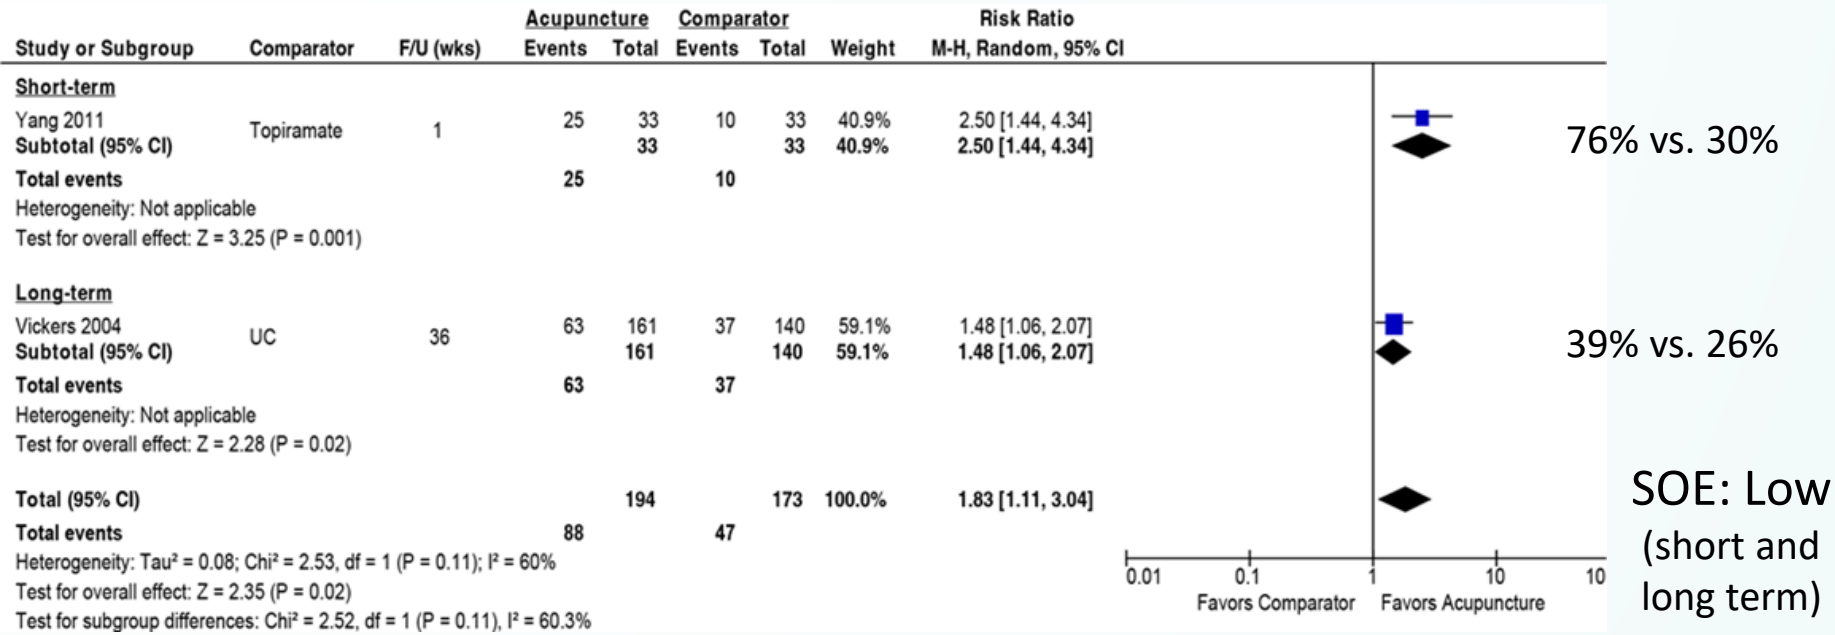 Acupuncture Comparator Risk Ratio
Study or Subgroup Comparator F/U (wks) Events Total Events Total Weight M-H, Random, 95% CI
Short-term
Yang 2011 Topiramate 1 25 33 10 33 40.9% 2.50 [1.44, 4.34]
Subtotal (95% CI) 33 33 40.9% 2.50 [1.44, 4.34]
76% vs. 30%
Total events 25 10
Heterogeneity: Not applicable
Test for overall effect: Z = 3.25 (P = 0.001)
Long-term
Vickers 2004 UC 36 63 161 37 140 59.1% 1.48 [1.06, 2.07]
Subtotal (95% CI) 161 140 59.1% 1.48 [1.06, 2.07]
39% vs. 26%
Total events 63 37
Heterogeneity: Not applicable
Test for overall effect: Z = 2.28 (P = 0.02)
Total (95% CI) 194 173 100.0% 1.83 [1.11, 3.04]
Total events 88 47
Heterogeneity: Tau² = 0.08; Chi² = 2.53, df = 1 (P = 0.11); I² = 60%
Test for overall effect: Z = 2.35 (P = 0.02)
Test for subgroup differences: Chi² = 2.52, df = 1 (P = 0.11), I² = 60.3%
0.01 0.1 1 10 10
Favors Comparator Favors Acupuncture
SOE: Low
(short and
long term)